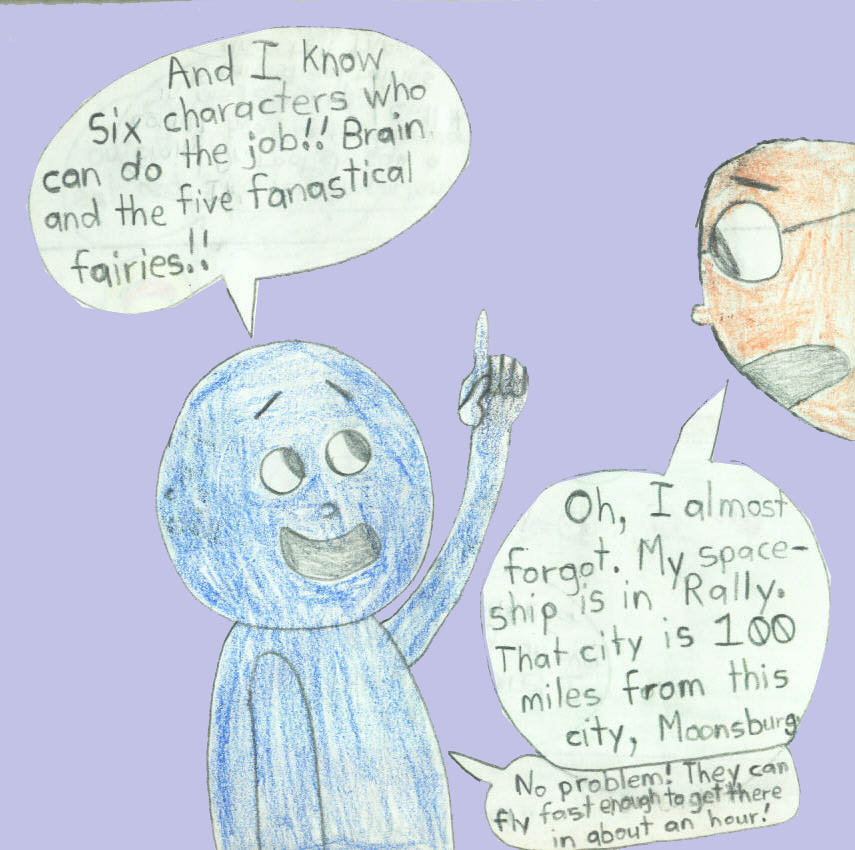 And I know
Six characters who
can do the job!! Brain
and the five fanastical
fairies!!
Oh, I almost
forgot. My space-
ship is in Rally.
That city is 100
miles from this
city, Moonsburg
No problem! They can
fly fast enough to get there
in about an hour!